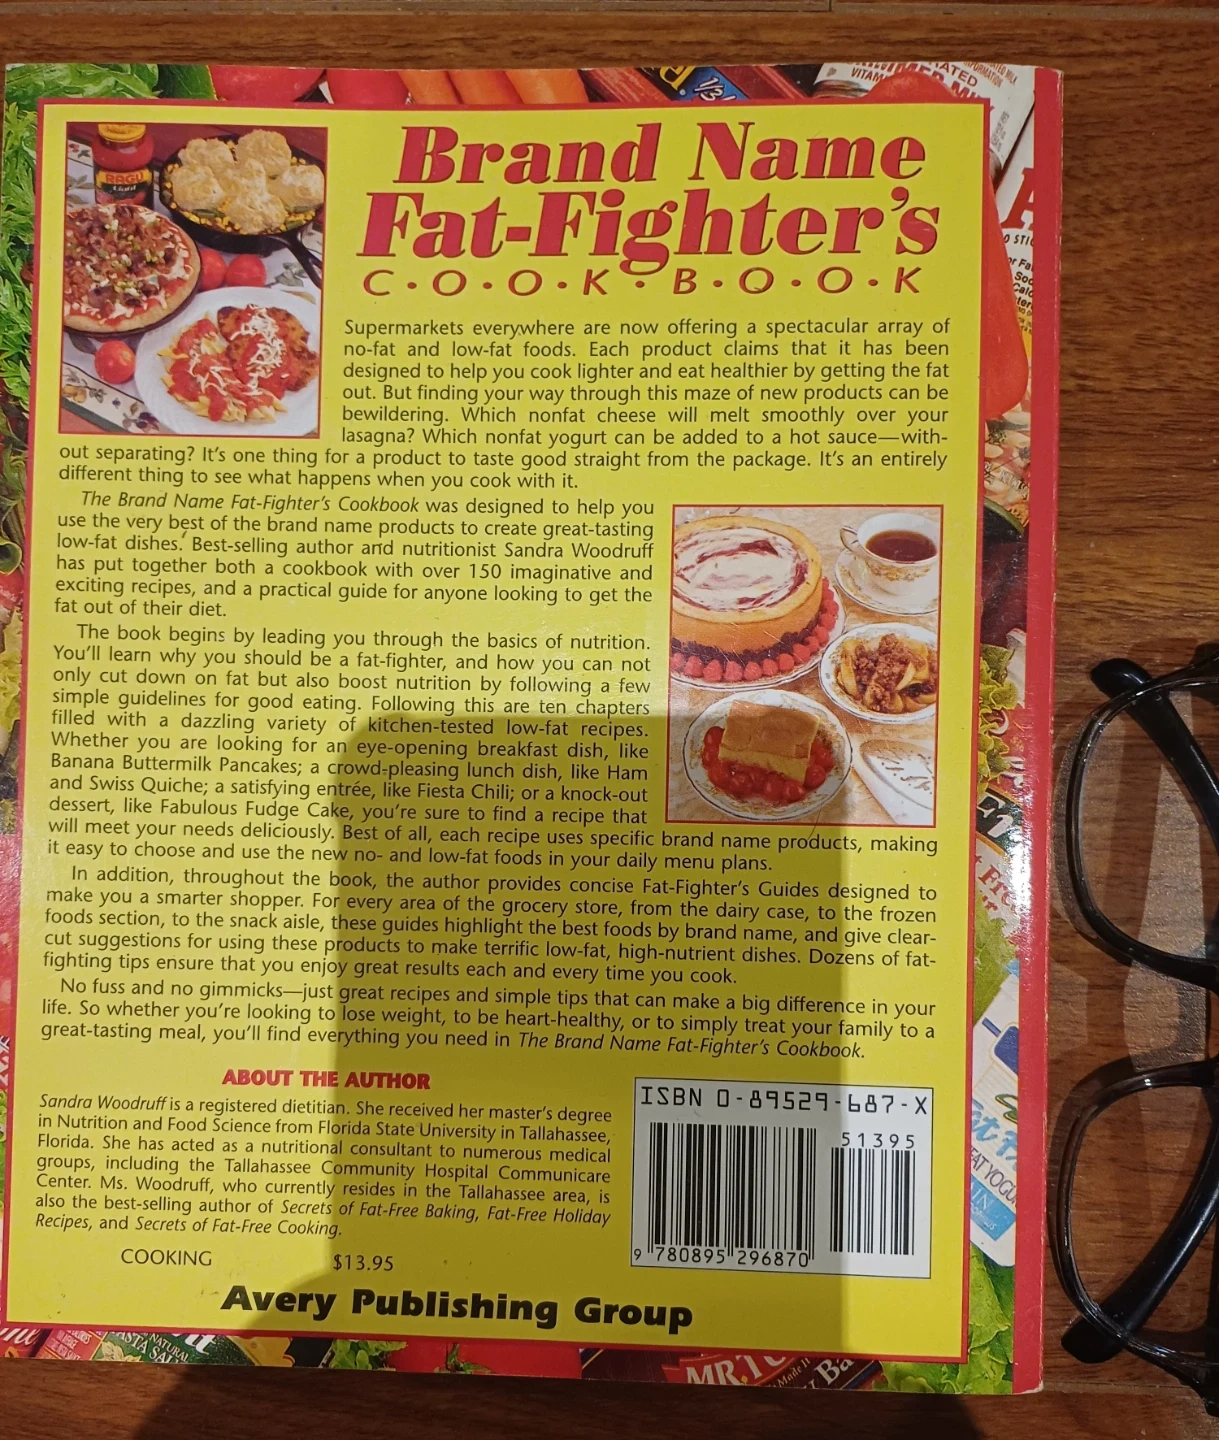 1/3
VITAM
RAGU
Light
Brand Name
Fat-Fighter's
C•O•O•K•B•O•O•K
Supermarkets everywhere are now offering a spectacular array of
no-fat and low-fat foods. Each product claims that it has been
designed to help you cook lighter and eat healthier by getting the fat
out. But finding your way through this maze of new products can be
bewildering. Which nonfat cheese will melt smoothly over your
lasagna? Which nonfat yogurt can be added to a hot sauce—with-
out separating? It's one thing for a product to taste good straight from the package. It's an entirely
different thing to see what happens when you cook with it.
The Brand Name Fat-Fighter's Cookbook was designed to help you
use the very best of the brand name products to create great-tasting
low-fat dishes. Best-selling author and nutritionist Sandra Woodruff
has put together both a cookbook with over 150 imaginative and
exciting recipes, and a practical guide for anyone looking to get the
fat out of their diet.
The book begins by leading you through the basics of nutrition.
You'll learn why you should be a fat-fighter, and how you can not
only cut down on fat but also boost nutrition by following a few
simple guidelines for good eating. Following this are ten chapters
filled with a dazzling variety of kitchen-tested low-fat recipes.
Whether you are looking for an eye-opening breakfast dish, like
Banana Buttermilk Pancakes; a crowd-pleasing lunch dish, like Ham
and Swiss Quiche; a satisfying entrée, like Fiesta Chili; or a knock-out
dessert, like Fabulous Fudge Cake, you're sure to find a recipe that
will meet your needs deliciously. Best of all, each recipe uses specific brand name products, making
it easy to choose and use the new no- and low-fat foods in your daily menu plans.
In addition, throughout the book, the author provides concise Fat-Fighter's Guides designed to
make you a smarter shopper. For every area of the grocery store, from the dairy case, to the frozen
foods section, to the snack aisle, these guides highlight the best foods by brand name, and give clear-
cut suggestions for using these products to make terrific low-fat, high-nutrient dishes. Dozens of fat-
fighting tips ensure that you enjoy great results each and every time you cook.
No fuss and no gimmicks—just great recipes and simple tips that can make a big difference in your
life. So whether you're looking to lose weight, to be heart-healthy, or to simply treat your family to a
great-tasting meal, you'll find everything you need in The Brand Name Fat-Fighter's Cookbook.
ABOUT THE AUTHOR
Sandra Woodruff is a registered dietitian. She received her master's degree
in Nutrition and Food Science from Florida State University in Tallahassee,
Florida. She has acted as a nutritional consultant to numerous medical
groups, including the Tallahassee Community Hospital Communicare
Center. Ms. Woodruff, who currently resides in the Tallahassee area, is
also the best-selling author of Secrets of Fat-Free Baking, Fat-Free Holiday
Recipes, and Secrets of Fat-Free Cooking.
COOKING $13.95
ISBN 0-89529-687-X
51395
9 780895 296870
Avery Publishing Group
NATURAL
MR.
Made